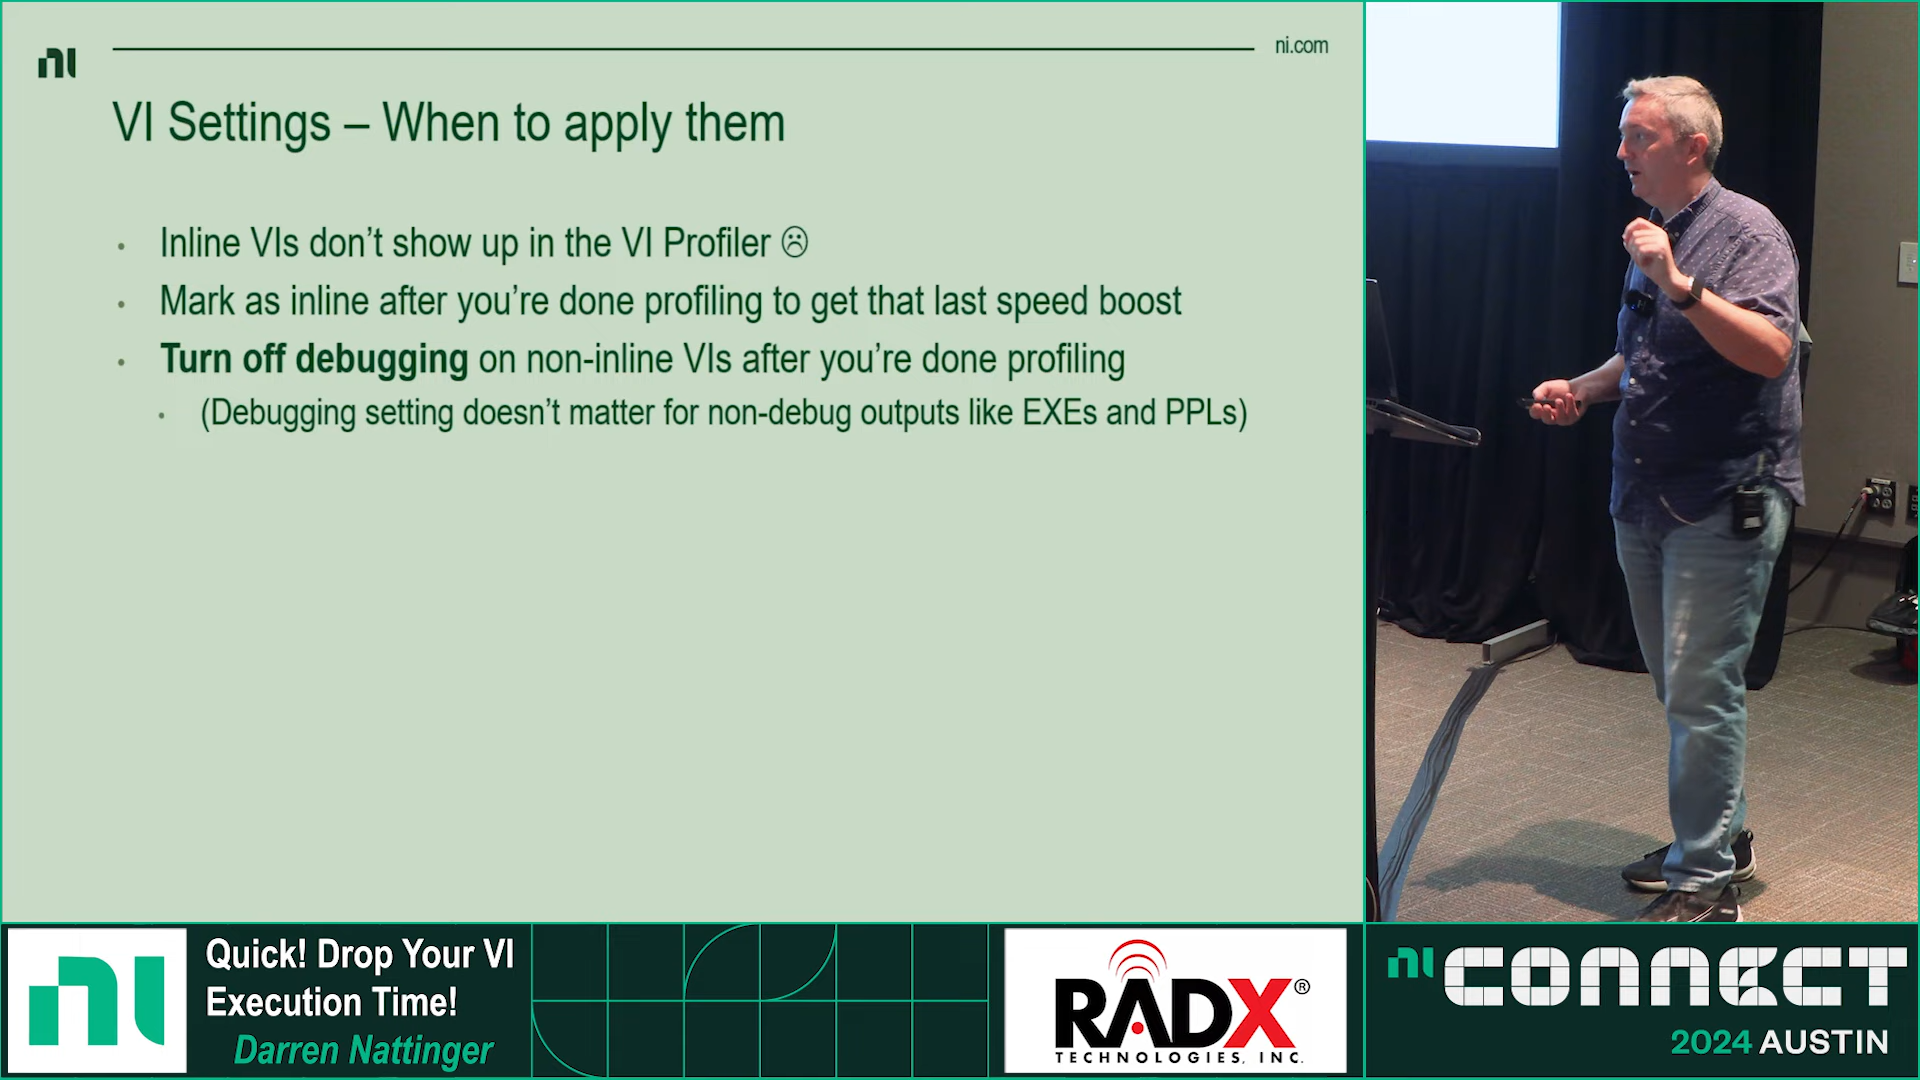 ni
ni.com
VI Settings – When to apply them
• Inline VIs don’t show up in the VI Profiler ☹
• Mark as inline after you’re done profiling to get that last speed boost
• Turn off debugging on non-inline VIs after you’re done profiling
• (Debugging setting doesn’t matter for non-debug outputs like EXEs and PPLs)
ni
Quick! Drop Your VI
Execution Time!
Darren Nattinger
RADX®
TECHNOLOGIES, INC.
ni CONNECT
2024 AUSTIN